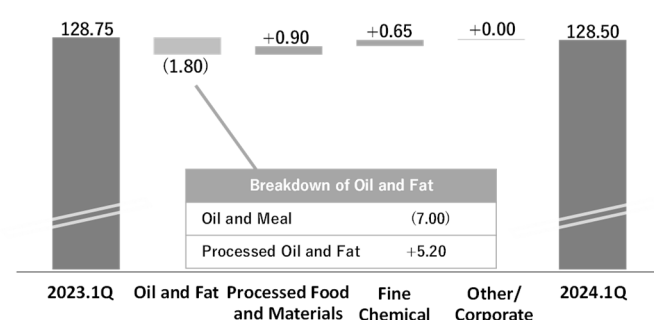 128.75
(1.80)
+0.90
+0.65
+0.00
128.50
Breakdown of Oil and Fat
Oil and Meal (7.00)
Processed Oil and Fat +5.20
2023.1Q
Oil and Fat
Processed Food
and Materials
Fine
Chemical
Other/
Corporate
2024.1Q